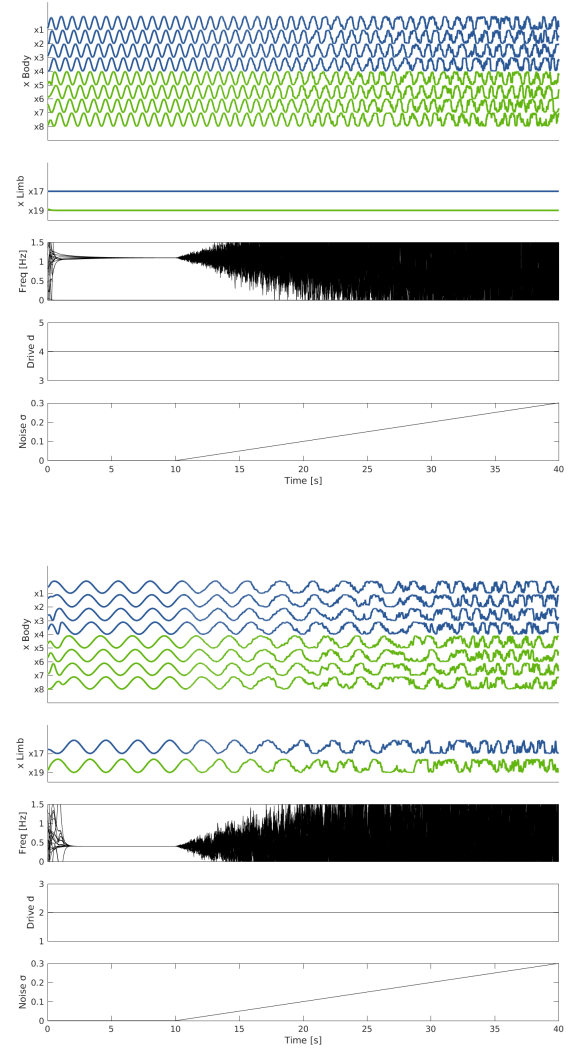 x Body
x1
x2
x3
x4
x5
x6
x7
x8
x Limb
x17
x19
Freq [Hz]
1.5
1
0.5
0
Drive d
5
4
3
Noise σ
0.3
0.2
0.1
0
0 5 10 15 20 25 30 35 40
Time [s]
x Body
x1
x2
x3
x4
x5
x6
x7
x8
x Limb
x17
x19
Freq [Hz]
1.5
1
0.5
0
Drive d
3
2
1
Noise σ
0.3
0.2
0.1
0
0 5 10 15 20 25 30 35 40
Time [s]